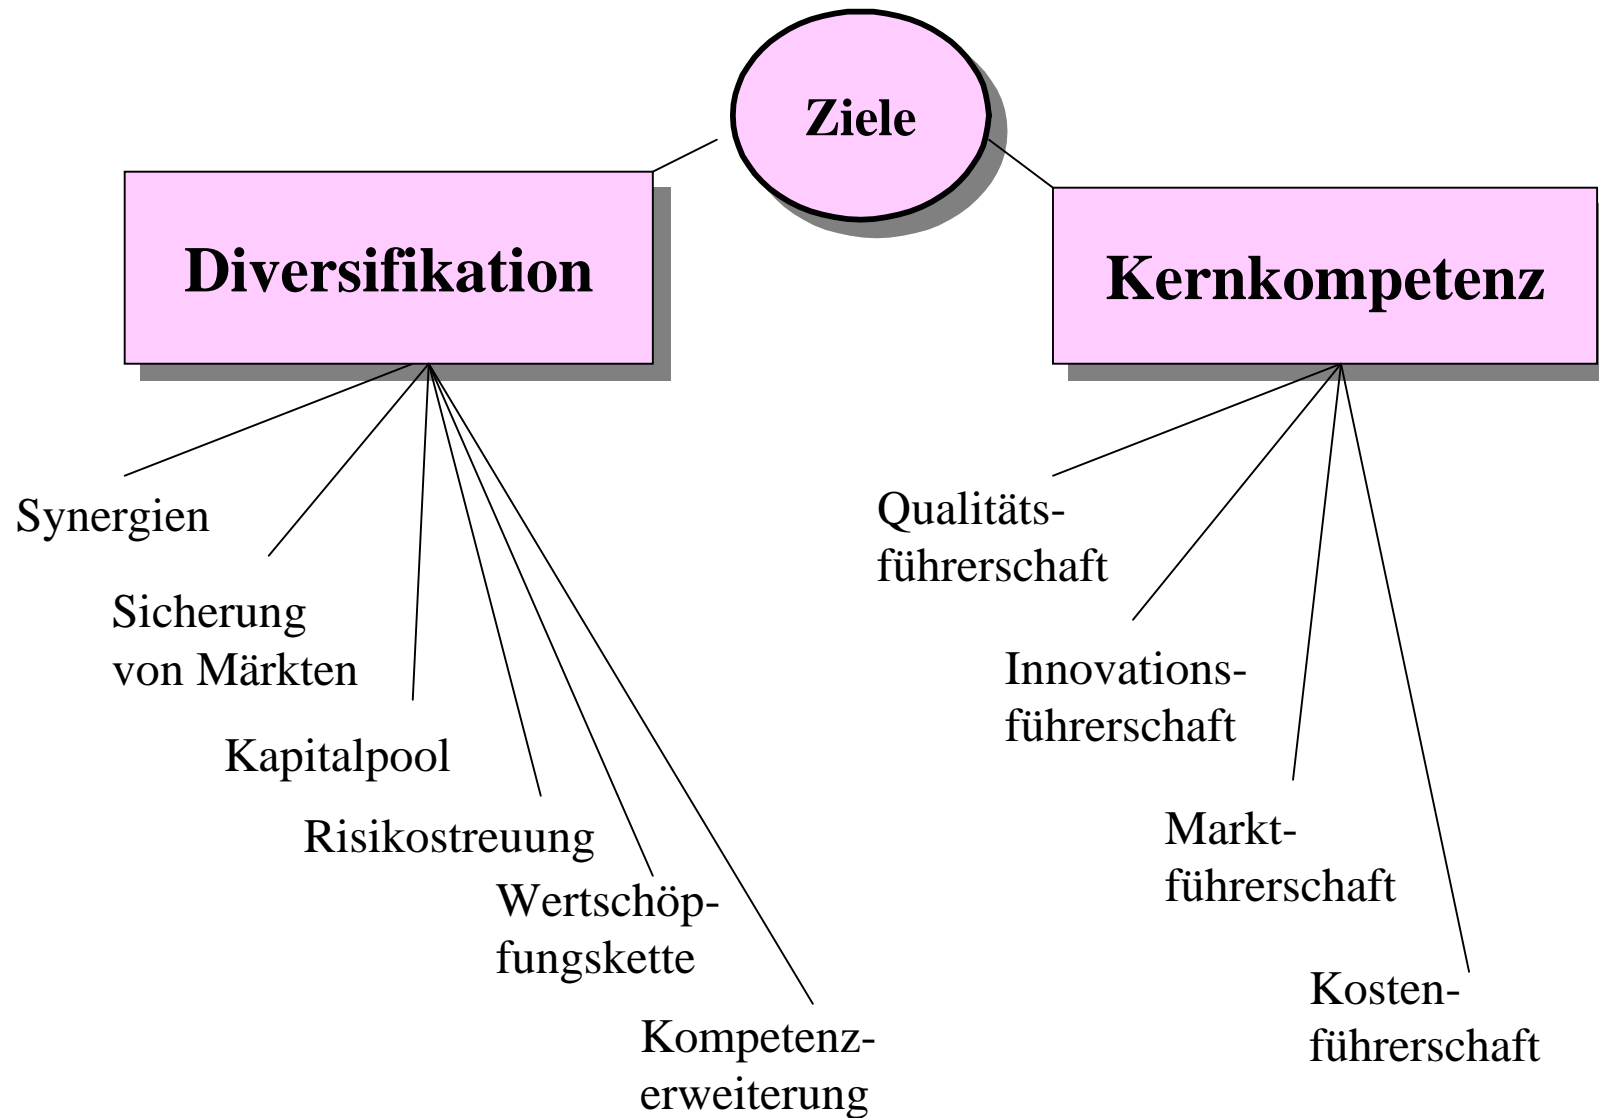 Ziele
Diversifikation
Kernkompetenz
Synergien
Sicherung
von Märkten
Kapitalpool
Risikostreuung
Wertschöp-
fungskette
Kompetenz-
erweiterung
Qualitäts-
führerschaft
Innovations-
führerschaft
Markt-
führerschaft
Kosten-
führerschaft